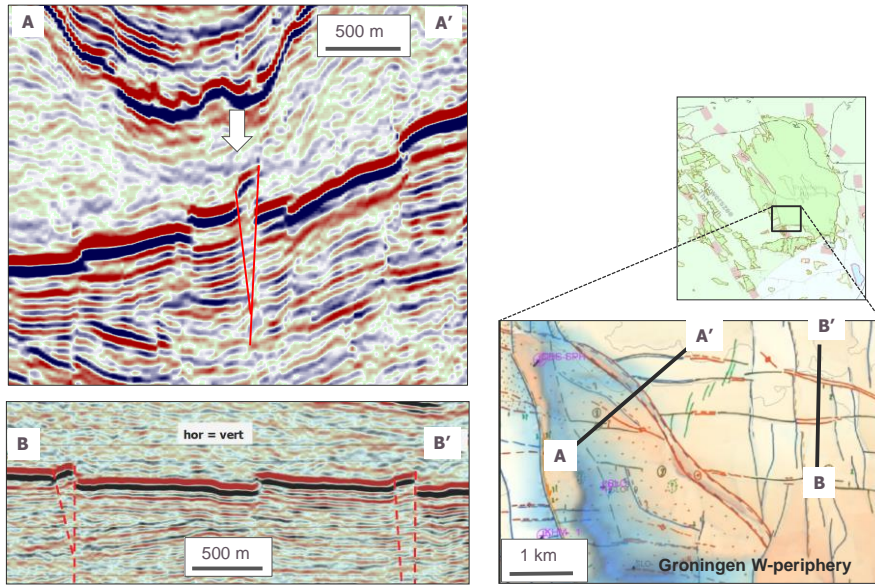 A
A'
500 m
B
B'
hor = vert
500 m
A'
B'
A
B
1 km
Groningen W-periphery